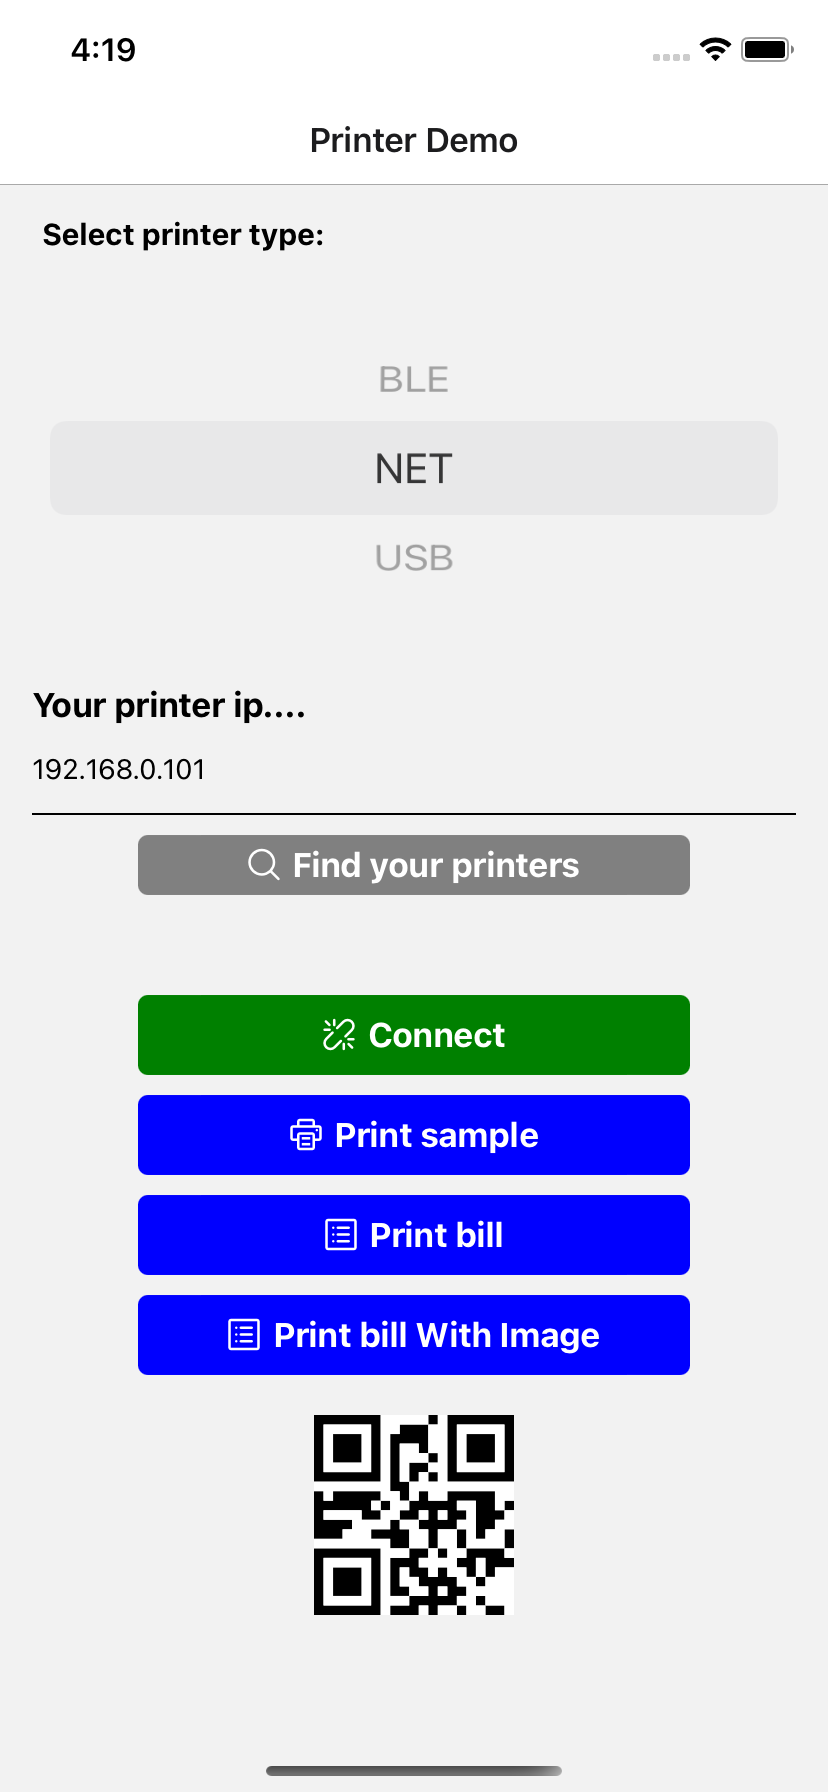 4:19
Printer Demo
Select printer type:
BLE
NET
USB
Your printer ip....
192.168.0.101
Find your printers
Connect
Print sample
Print bill
Print bill With Image